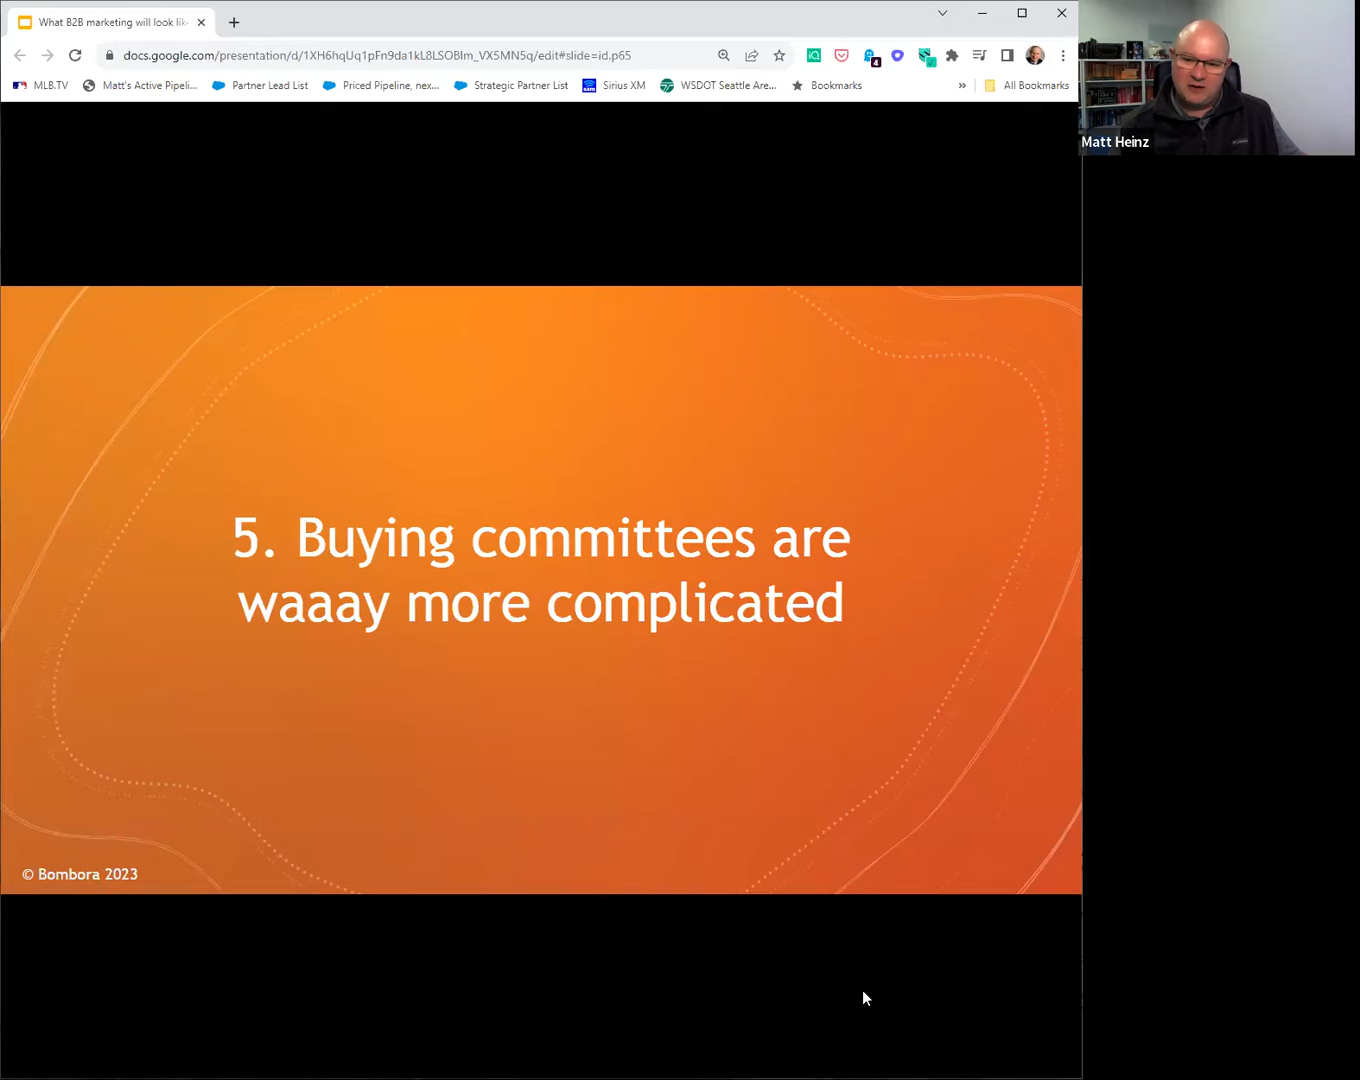 What B2B marketing will look lik
docs.google.com/presentation/d/1XH6hqUq1pFn9da1kL8LSOBIm_VX5MN5q/edit#slide=id.p65
4
MLB.TV
Matt's Active Pipeli...
Partner Lead List
Priced Pipeline, nex...
Strategic Partner List
Sirius XM
WSDOT Seattle Are...
Bookmarks
»
All Bookmarks
Matt Heinz
5. Buying committees are
waaay more complicated
© Bombora 2023